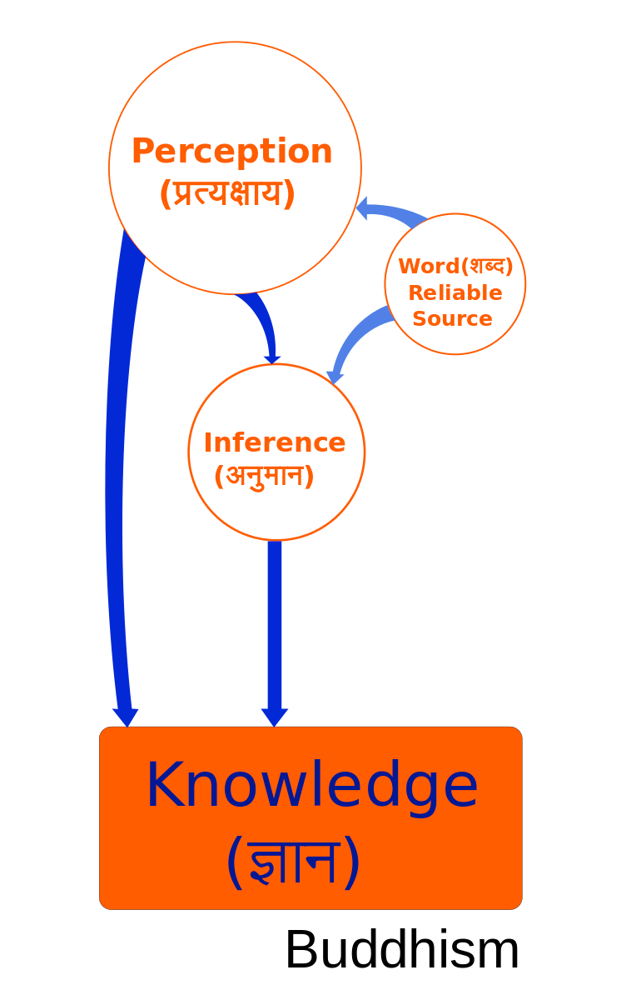 Perception
(प्रत्यक्षाय)
Word(शब्द)
Reliable
Source
Inference
(अनुमान)
Knowledge
(ज्ञान)
Buddhism